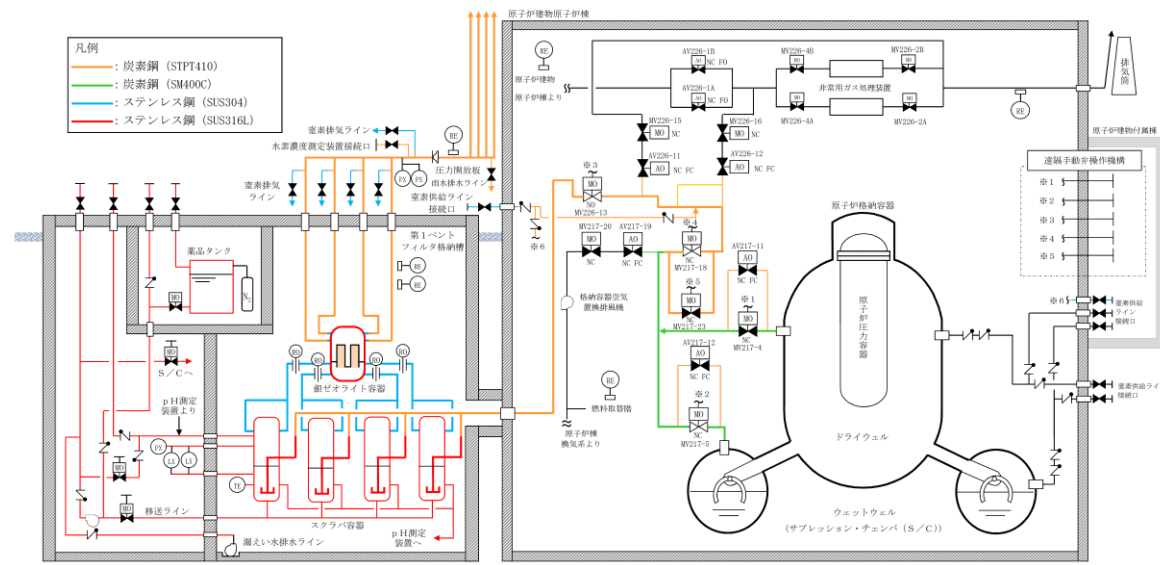 凡例
: 炭素鋼 (STPT410)
: 炭素鋼 (SM400C)
: ステンレス鋼 (SUS304)
: ステンレス鋼 (SUS316L)
原子炉建物原子炉棟
RE
原子炉建物
原子炉棟より
AV226-1B
AO
NC FO
AV226-1A
AO
NC FO
MV226-4B
MO
MV226-2B
MO
非常用ガス処理装置
MO
MV226-4A
MO
MV226-2A
RE
排気筒
MV226-15
MO
NC
MV226-16
MO
NC
AV226-11
AO
NC FC
AV226-12
AO
NC FC
窒素排気ライン
水素濃度測定装置接続口
RE
圧力開放板
雨水排水ライン
PX
PX
窒素排気
ライン
窒素供給ライン
接続口
※6
※3
MO
NO
MV226-13
原子炉建物付属棟
遠隔手動弁操作機構
※1
※2
※3
※4
※5
※6
窒素供給
ライン
接続口
窒素供給ライン
接続口
第1ベント
フィルタ格納槽
RE
RE
薬品タンク
N2
MO
MO
S/Cへ
pH測定
装置より
MV217-20
MO
NC
AV217-19
AO
NC FC
※4
MO
NC
MV217-18
※5
MO
NC
MV217-23
AV217-11
AO
NC FC
※1
MO
NC
MV217-4
AV217-12
AO
NC FC
※2
MO
NC
MV217-5
格納容器空気
置換排風機
RE
燃料取替階
原子炉棟
換気系より
原子炉格納容器
原子炉圧力容器
ドライウェル
ウェットウェル
(サプレッション・チェンバ(S/C))
RO
RO
RO
RO
銀ゼオライト容器
PX
LX
LX
TE
MO
MO
移送ライン
スクラバ容器
pH測定
装置へ
漏えい水排水ライン